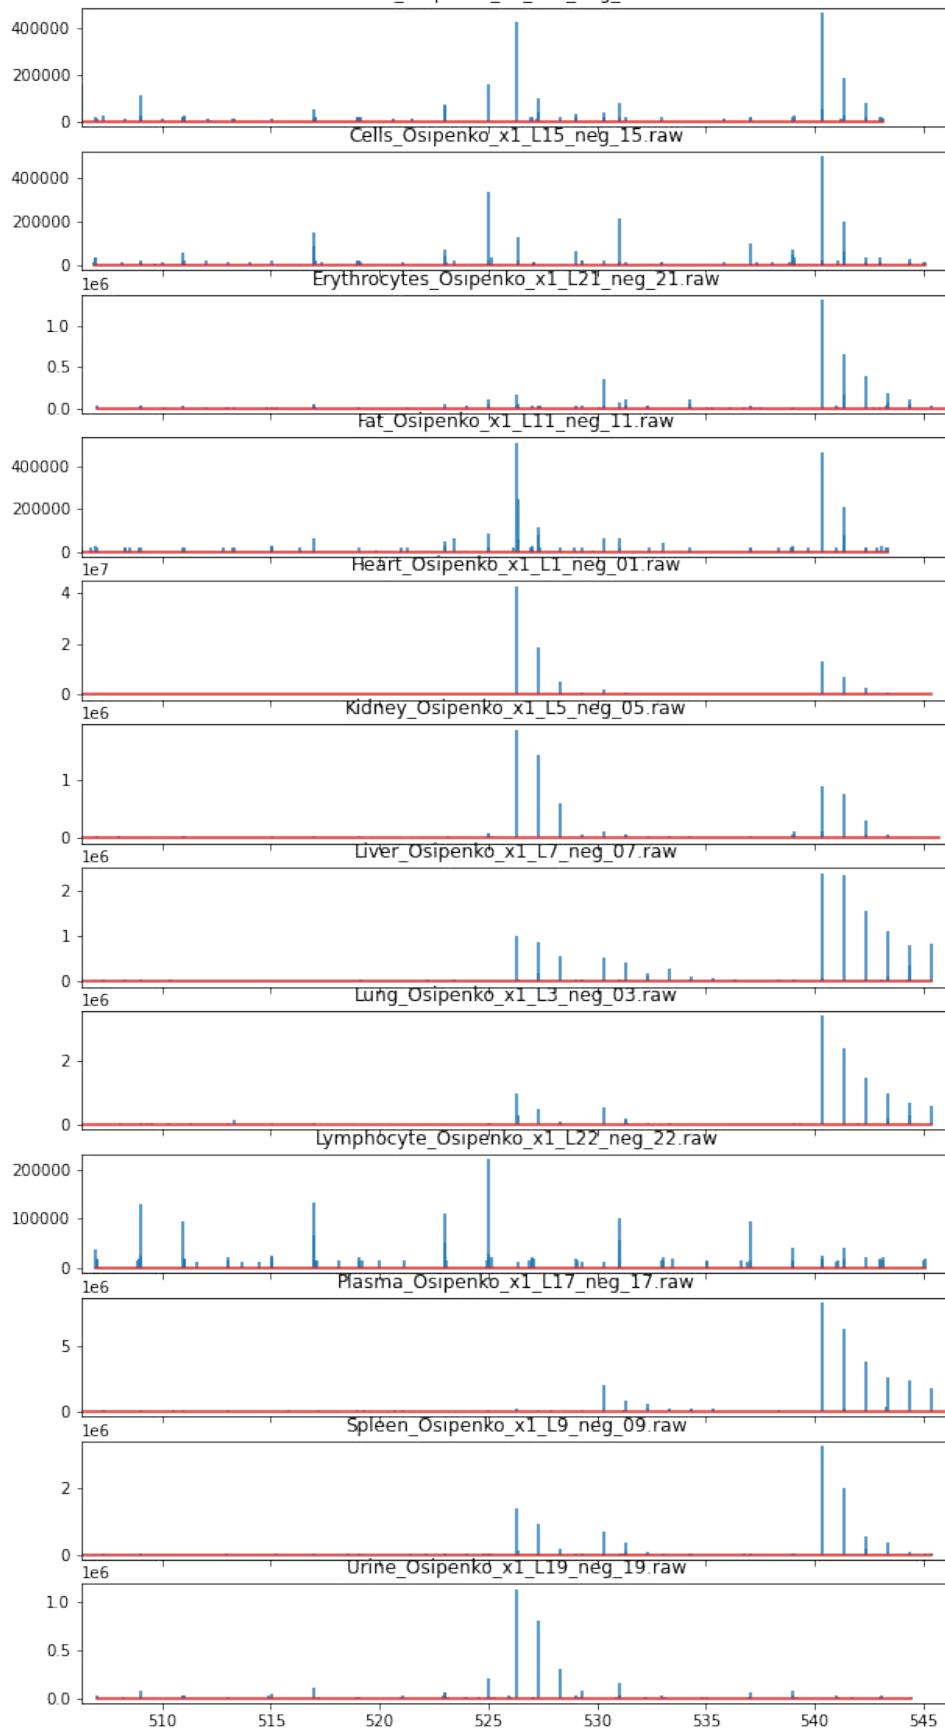 400000
200000
0
Cells_Osipenko_x1_L15_neg_15.raw
400000
200000
0
1e6
Erythrocytes_Osipenko_x1_L21_neg_21.raw
1.0
0.5
0.0
Fat_Osipenko_x1_L11_neg_11.raw
400000
200000
0
1e7
Heart_Osipenko_x1_L1_neg_01.raw
4
2
0
1e6
Kidney_Osipenko_x1_L5_neg_05.raw
1
0
1e6
Liver_Osipenko_x1_L7_neg_07.raw
2
1
0
1e6
Lung_Osipenko_x1_L3_neg_03.raw
2
0
Lymphocyte_Osipenko_x1_L22_neg_22.raw
200000
100000
0
1e6
Plasma_Osipenko_x1_L17_neg_17.raw
5
0
1e6
Spleen_Osipenko_x1_L9_neg_09.raw
2
0
1e6
Urine_Osipenko_x1_L19_neg_19.raw
1.0
0.5
0.0
510 515 520 525 530 535 540 545